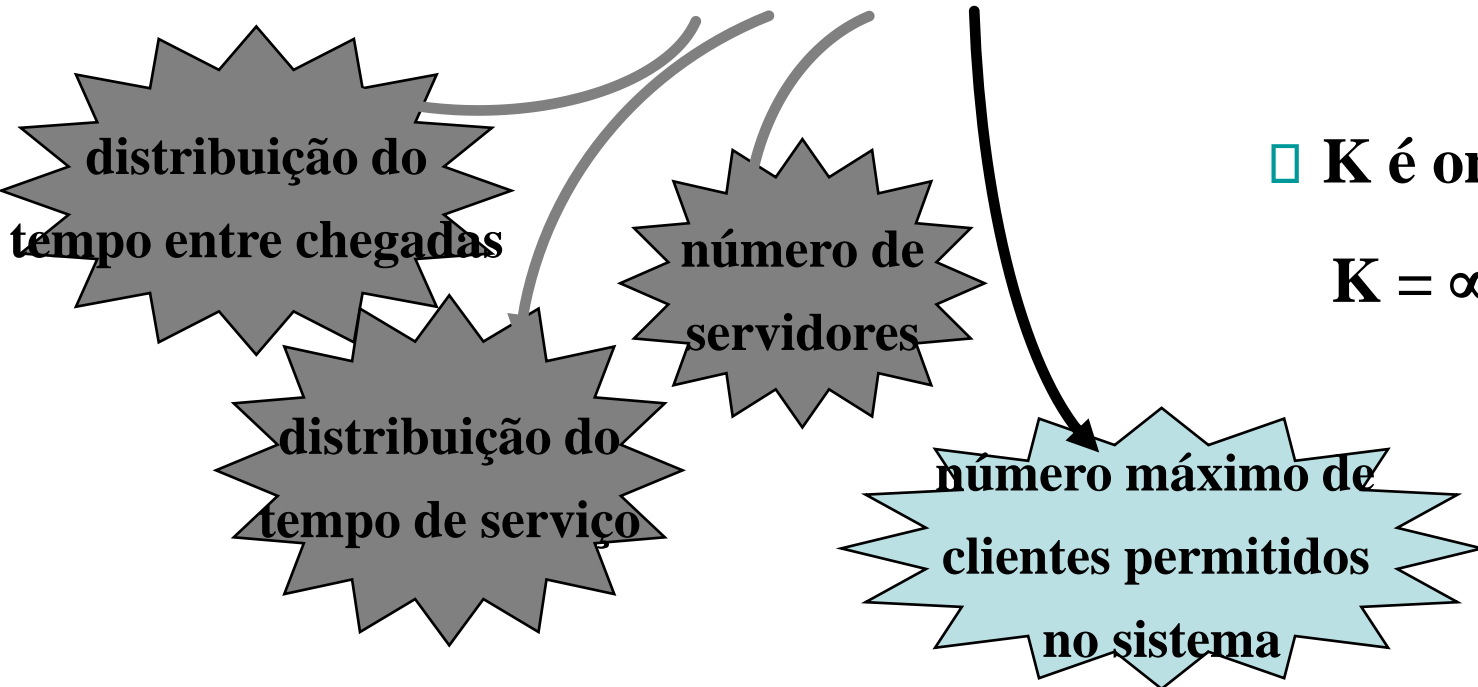 distribuição do
tempo entre chegadas
número de
servidores
distribuição do
tempo de serviço
número máximo de
clientes permitidos
no sistema
K é
K =